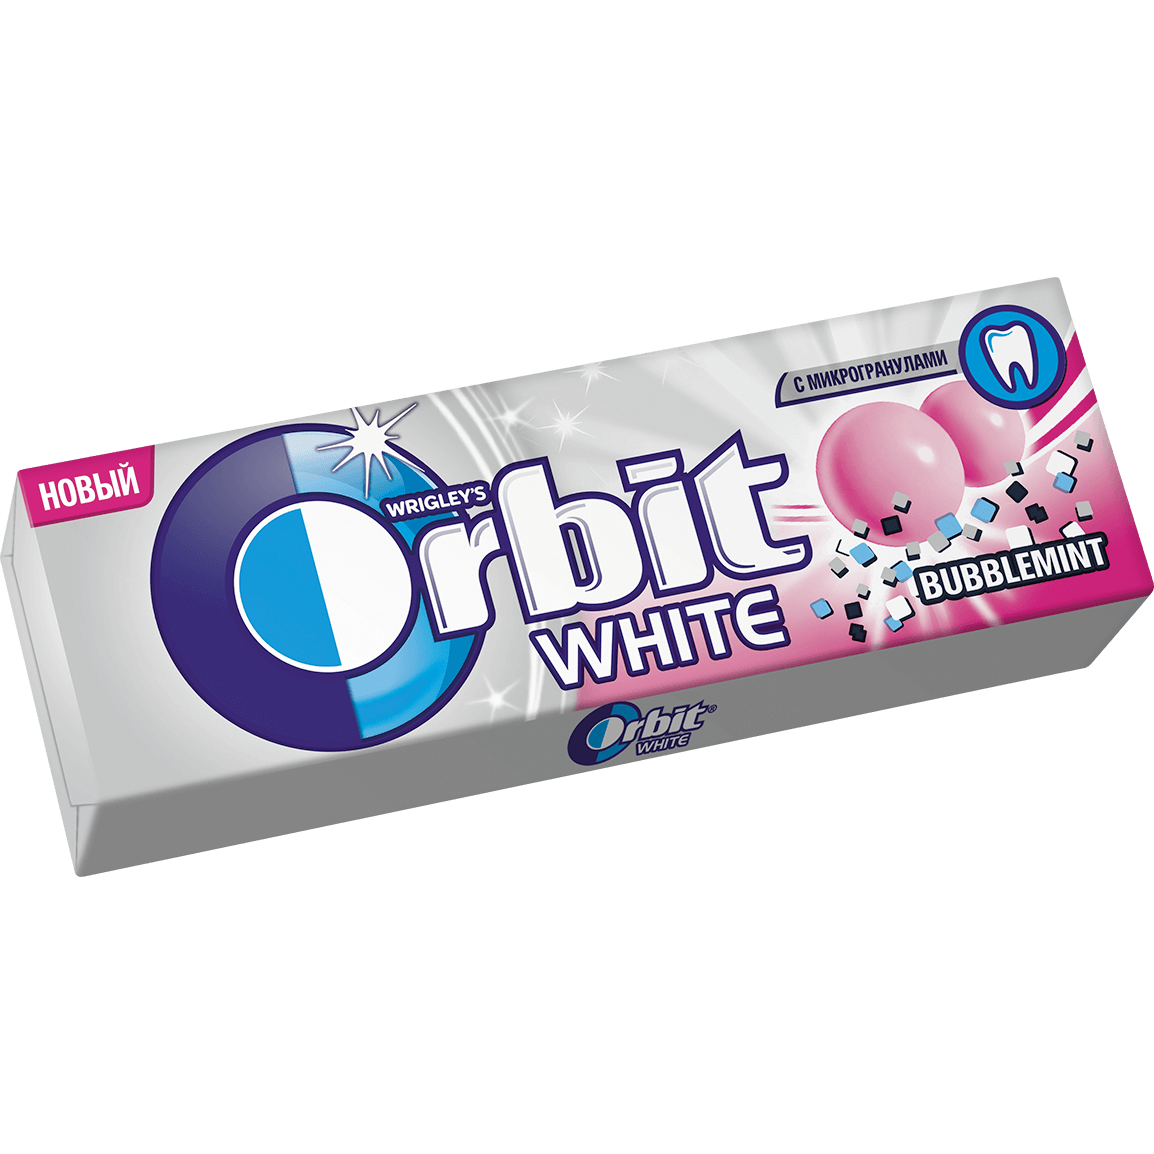 НОВЫЙ
WRIGLEY'S
Orbit
WHITE
С МИКРОГРАНУЛАМИ
BUBBLEMINT
Orbit®
WHITE